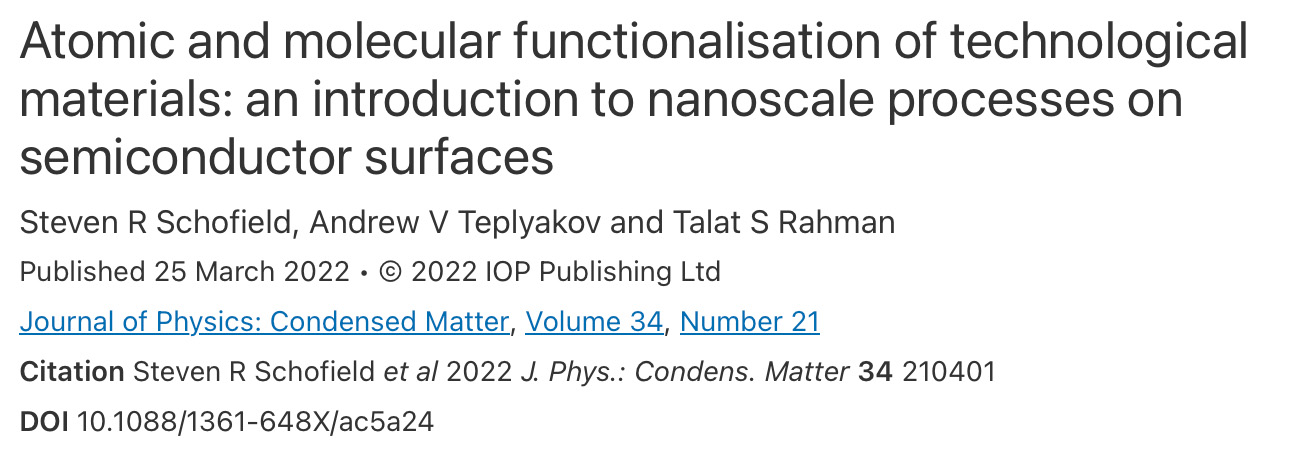 Atomic and molecular functionalisation of technological
materials: an introduction to nanoscale processes on
semiconductor surfaces
Steven R Schofield, Andrew V Teplyakov and Talat S Rahman
Published 25 March 2022 • © 2022 IOP Publishing Ltd
Journal of Physics: Condensed Matter, Volume 34, Number 21
Citation Steven R Schofield et al 2022 J. Phys.: Condens. Matter 34 210401
DOI 10.1088/1361-648X/ac5a24